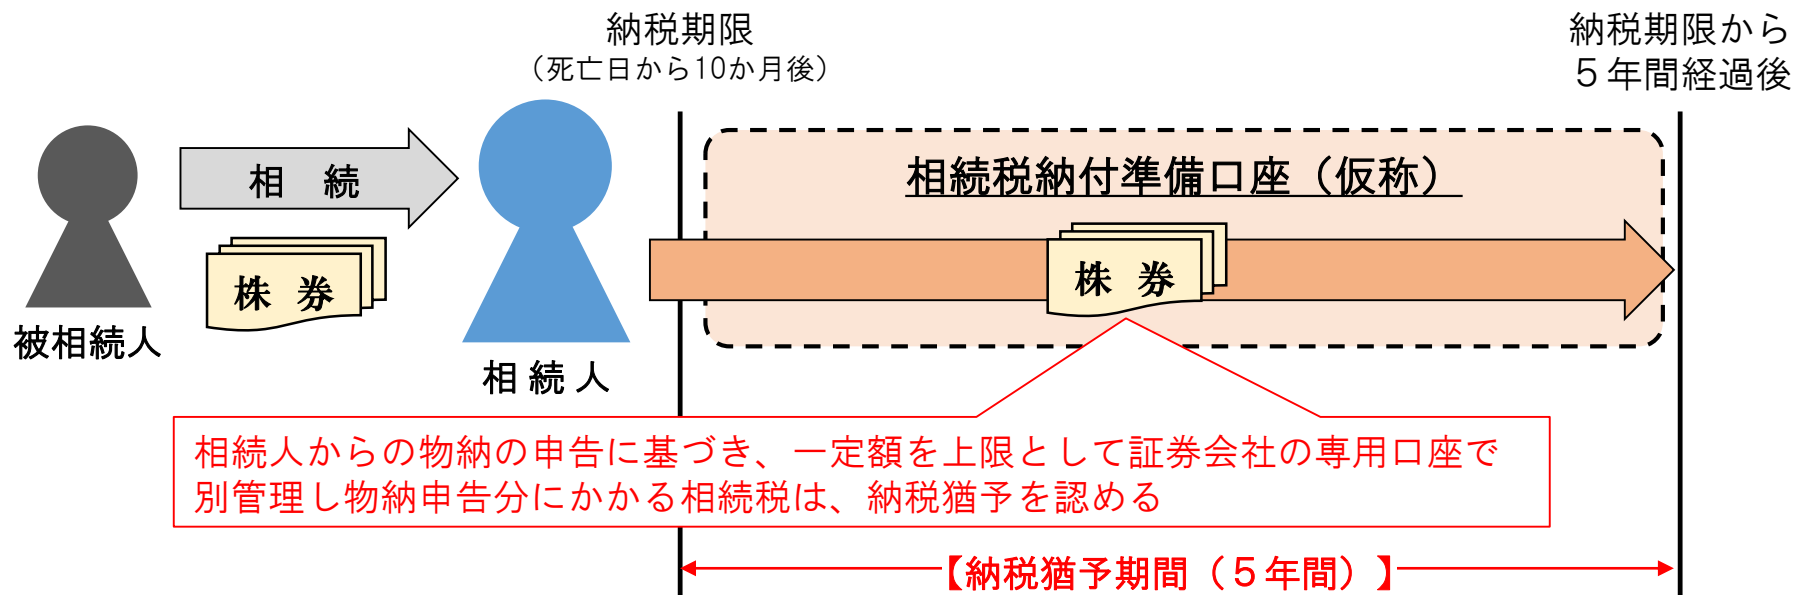 納税期限
（死亡日から10か月後）
納税期限から
５年間経過後
相　続
株 券
被相続人
相 続 人
相続税納付準備口座（仮称）
株 券
相続人からの物納の申告に基づき、一定額を上限として証券会社の専用口座で
別管理し物納申告分にかかる相続税は、納税猶予を認める
【納税猶予期間（５年間）】